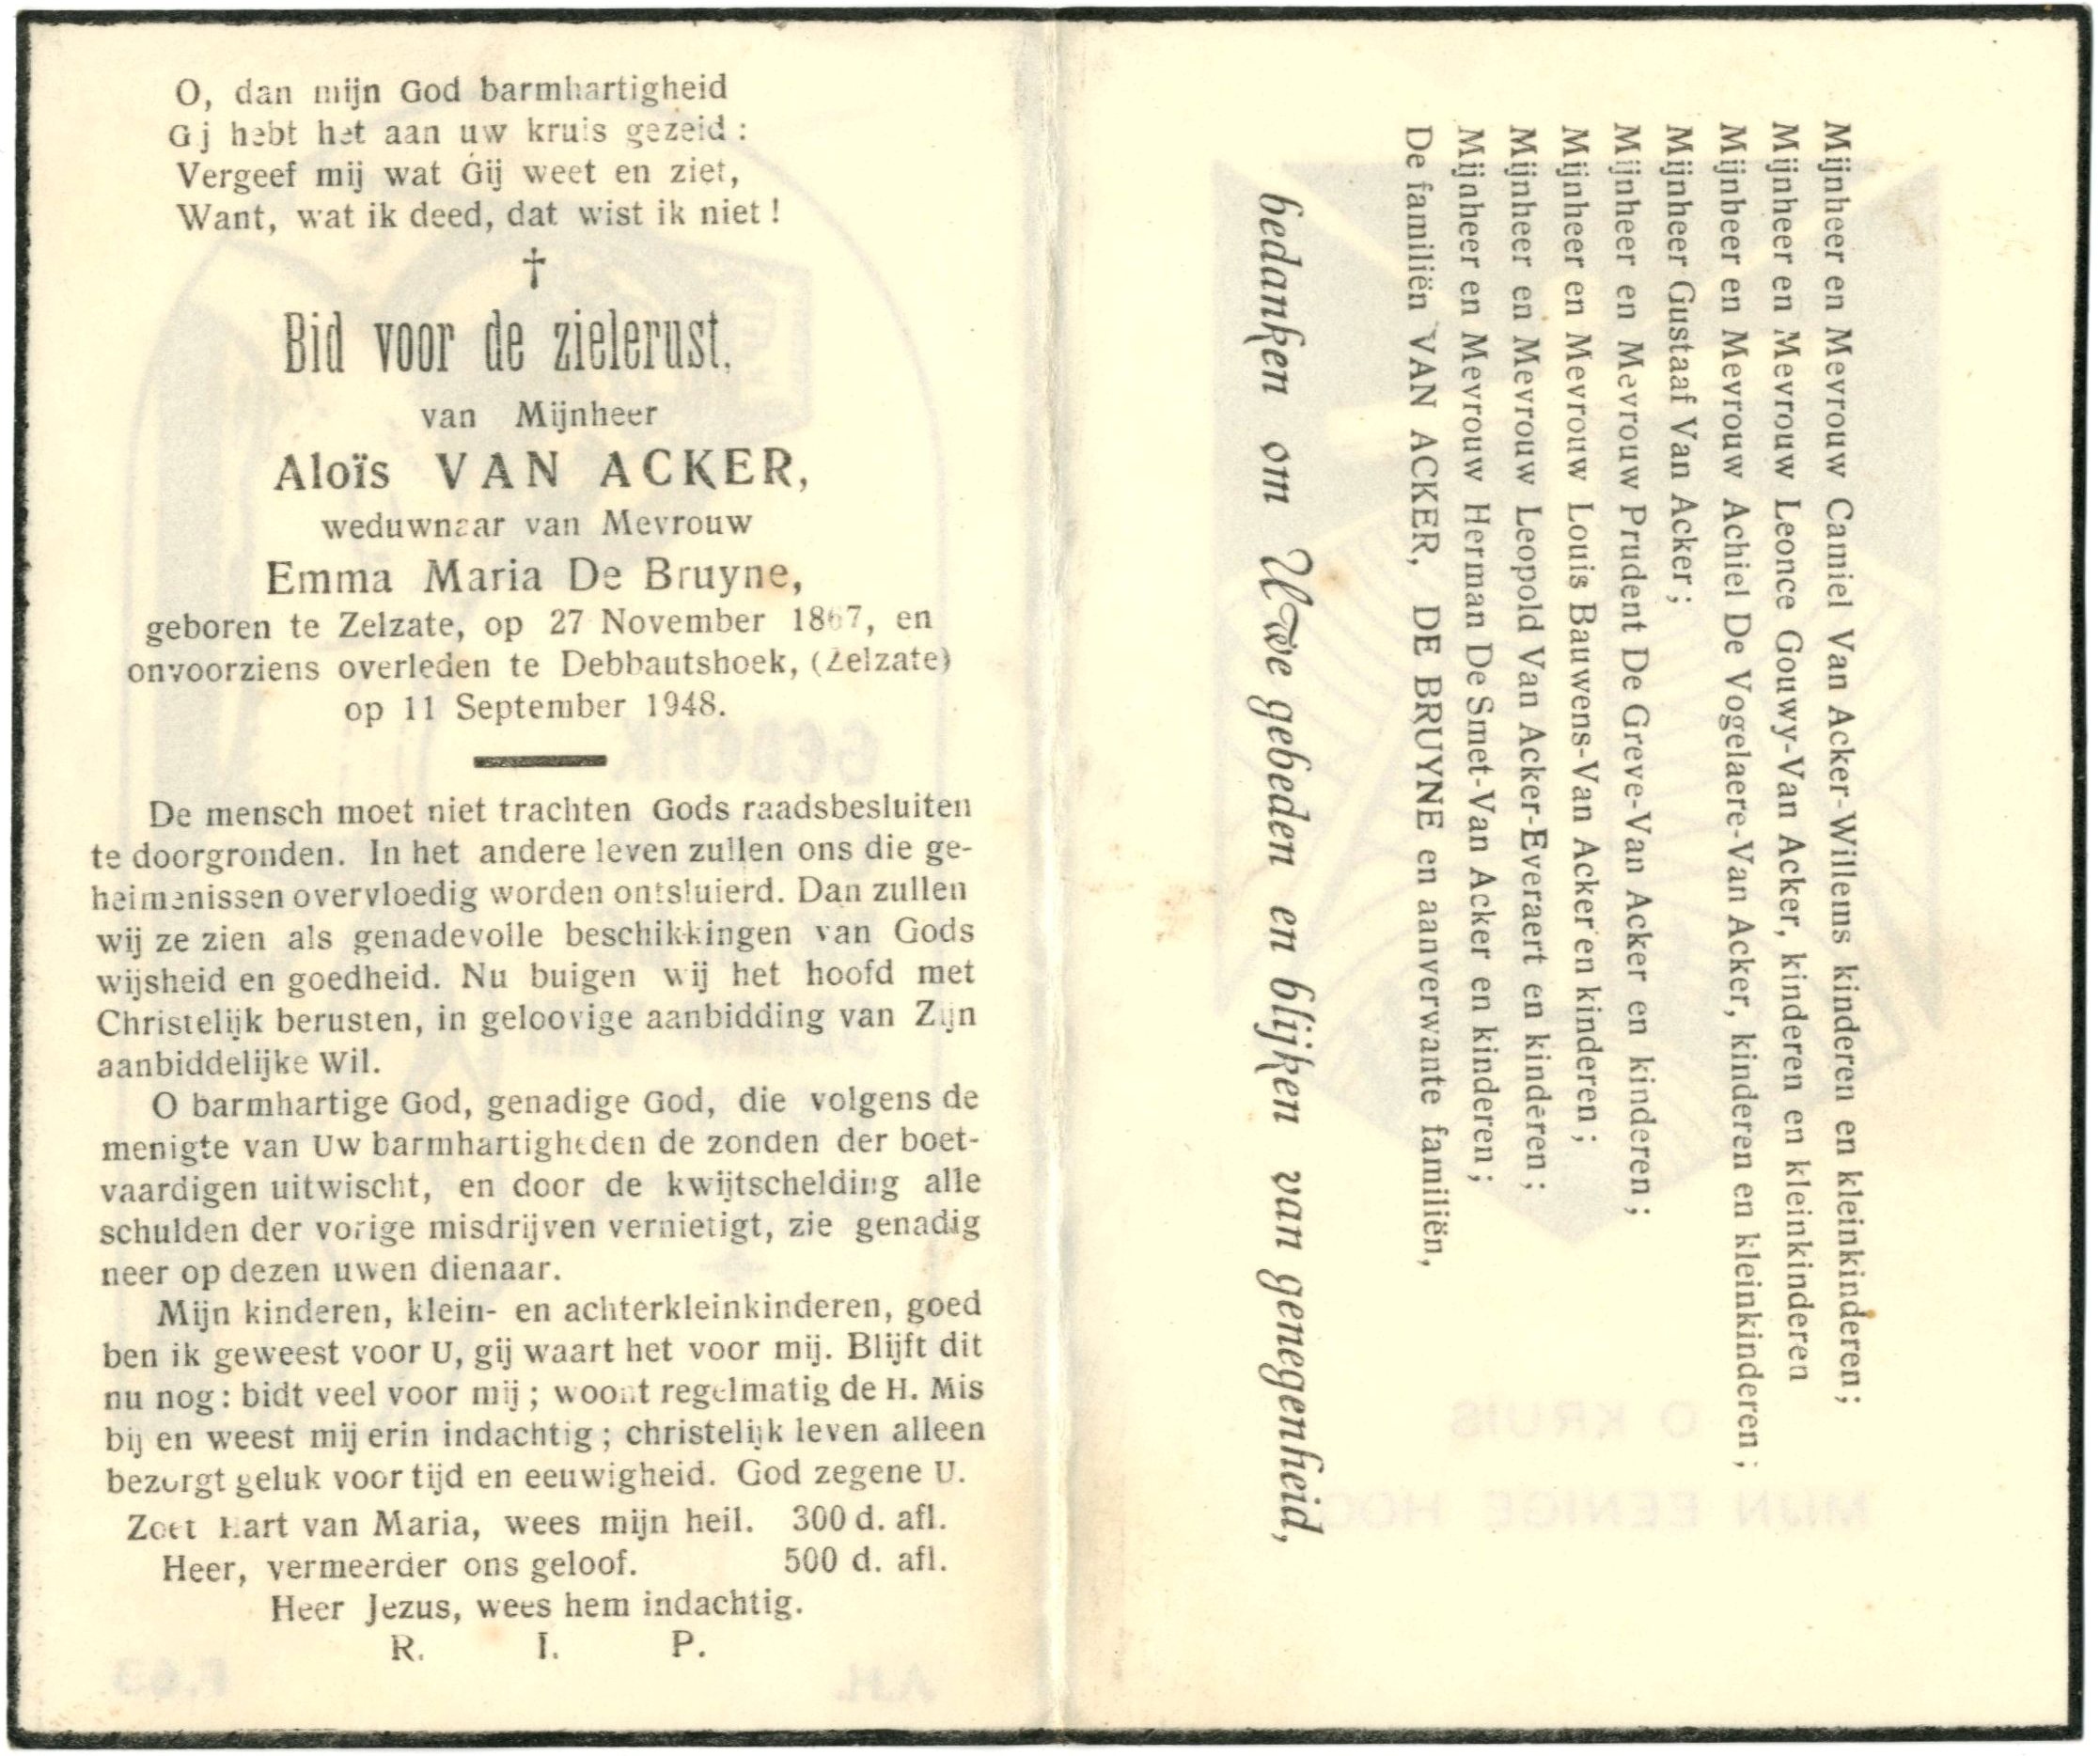 O, dan mijn God barmhartigheid
Gj hebt het aan uw kruis gezeid :
Vergeef mij wat Gij weet en ziet,
Want, wat ik deed, dat wist ik niet !
†
Bid voor de zielerust,
van Mijnheer
Aloïs VAN ACKER,
weduwnaar van Mevrouw
Emma Maria De Bruyne,
geboren te Zelzate, op 27 November 1867, en
onvoorziens overleden te Debbautshoek, (Zelzate)
op 11 September 1948.
De mensch moet niet trachten Gods raadsbesluiten
te doorgronden. In het andere leven zullen ons die ge-
heimenissen overvloedig worden ontsluierd. Dan zullen
wij ze zien als genadevolle beschikkingen van Gods
wijsheid en goedheid. Nu buigen wij het hoofd met
Christelijk berusten, in geloovige aanbidding van Zijn
aanbiddelijke Wil.
O barmhartige God, genadige God, die volgens de
menigte van Uw barmhartigheden de zonden der boet-
vaardigen uitwischt, en door de kwijtschelding alle
schulden der vorige misdrijven vernietigt, zie genadig
neer op dezen uwen dienaar.
Mijn kinderen, klein- en achterkleinkinderen, goed
ben ik geweest voor U, gij waart het voor mij. Blijft dit
nu nog : bidt veel voor mij ; woont regelmatig de H. Mis
bij en weest mij erin indachtig ; christelijk leven alleen
bezorgt geluk voor tijd en eeuwigheid. God zegene U.
Zoet Hart van Maria, wees mijn heil. 300 d. afl.
Heer, vermeerder ons geloof. 500 d. afl.
Heer Jezus, wees hem indachtig.
R. I. P.
Mijnheer en Mevrouw Camiel Van Acker-Willems kinderen en kleinkinderen ;
Mijnheer en Mevrouw Leonce Gouwy-Van Acker, kinderen en kleinkinderen
Mijnheer en Mevrouw Achiel De Vogelaere-Van Acker, kinderen en kleinkinderen ;
Mijnheer Gustaaf Van Acker ;
Mijnheer en Mevrouw Prudent De Greve-Van Acker en kinderen ;
Mijnheer en Mevrouw Louis Bauwens-Van Acker en kinderen ;
Mijnheer en Mevrouw Leopold Van Acker-Everaert en kinderen ;
Mijnheer en Mevrouw Herman De Smet-Van Acker en kinderen ;
De familiën VAN ACKER, DE BRUYNE en aanverwante familiën,
bedanken om Uwe gebeden en blijken van genegenheid,